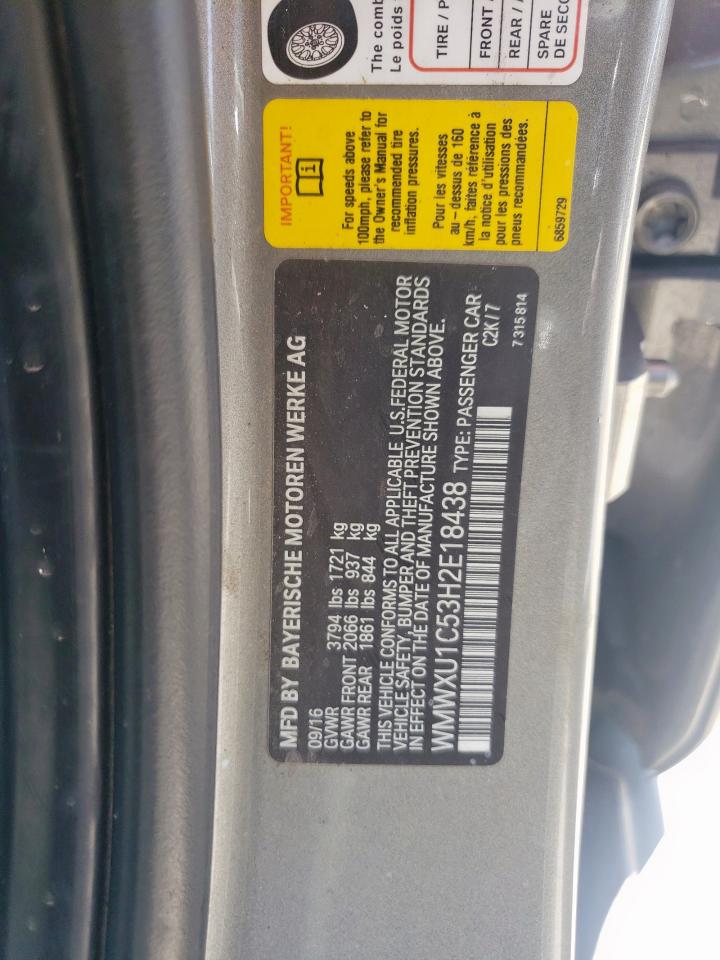 The comb
Le poids
TIRE / P
FRONT
REAR /
SPARE
DE SECO
IMPORTANT!
i
For speeds above
100mph, please refer to
the Owner's Manual for
recommended tire
inflation pressures.
Pour les vitesses
au-dessus de 160
km/h, faites référence à
la notice d'utilisation
pour les pressions des
pneus recommandées.
6859729
MFD BY BAYERISCHE MOTOREN WERKE AG
09/16
GVWR 3794 lbs 1721 kg
GAWR FRONT 2066 lbs 937 kg
GAWR REAR 1861 lbs 844 kg
THIS VEHICLE CONFORMS TO ALL APPLICABLE U.S.FEDERAL MOTOR
VEHICLE SAFETY, BUMPER AND THEFT PREVENTION STANDARDS
IN EFFECT ON THE DATE OF MANUFACTURE SHOWN ABOVE.
WMWXU1C53H2E18438 TYPE: PASSENGER CAR
C2K/7
7 315 814